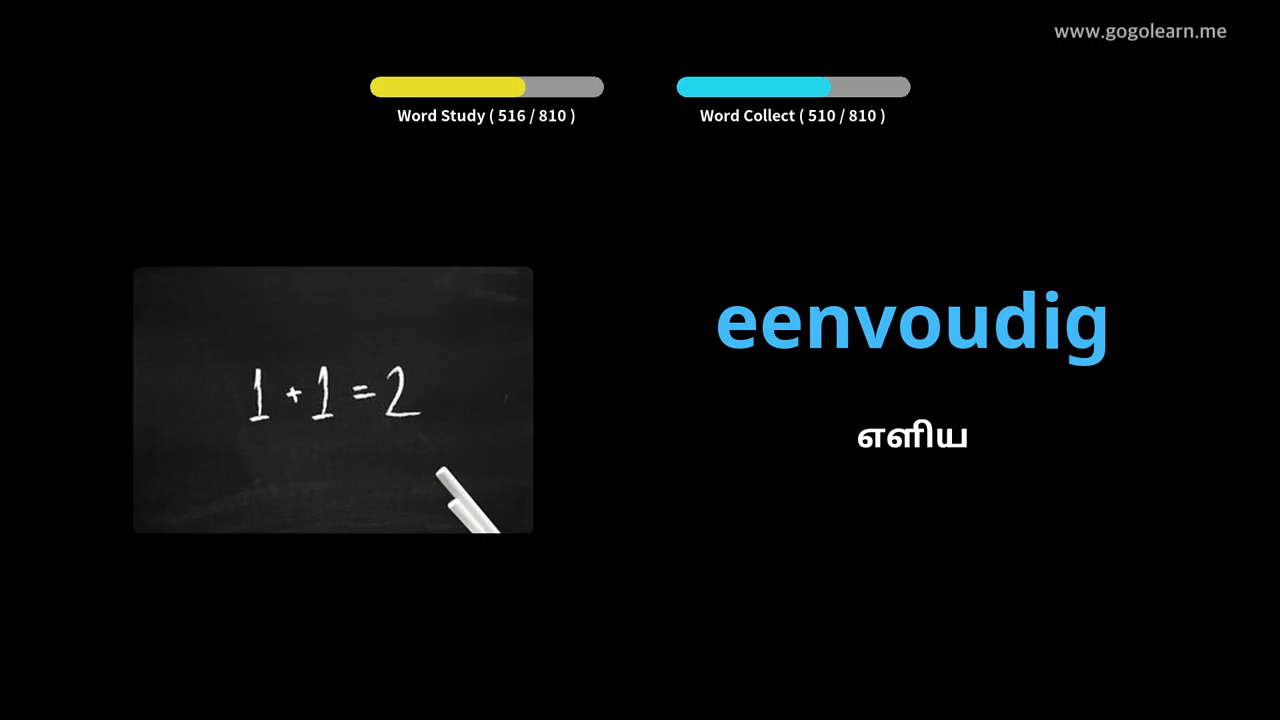 www.gogolearn.me
Word Study ( 516 / 810 )
Word Collect ( 510 / 810 )
1 + 1 = 2
eenvoudig
எளிய